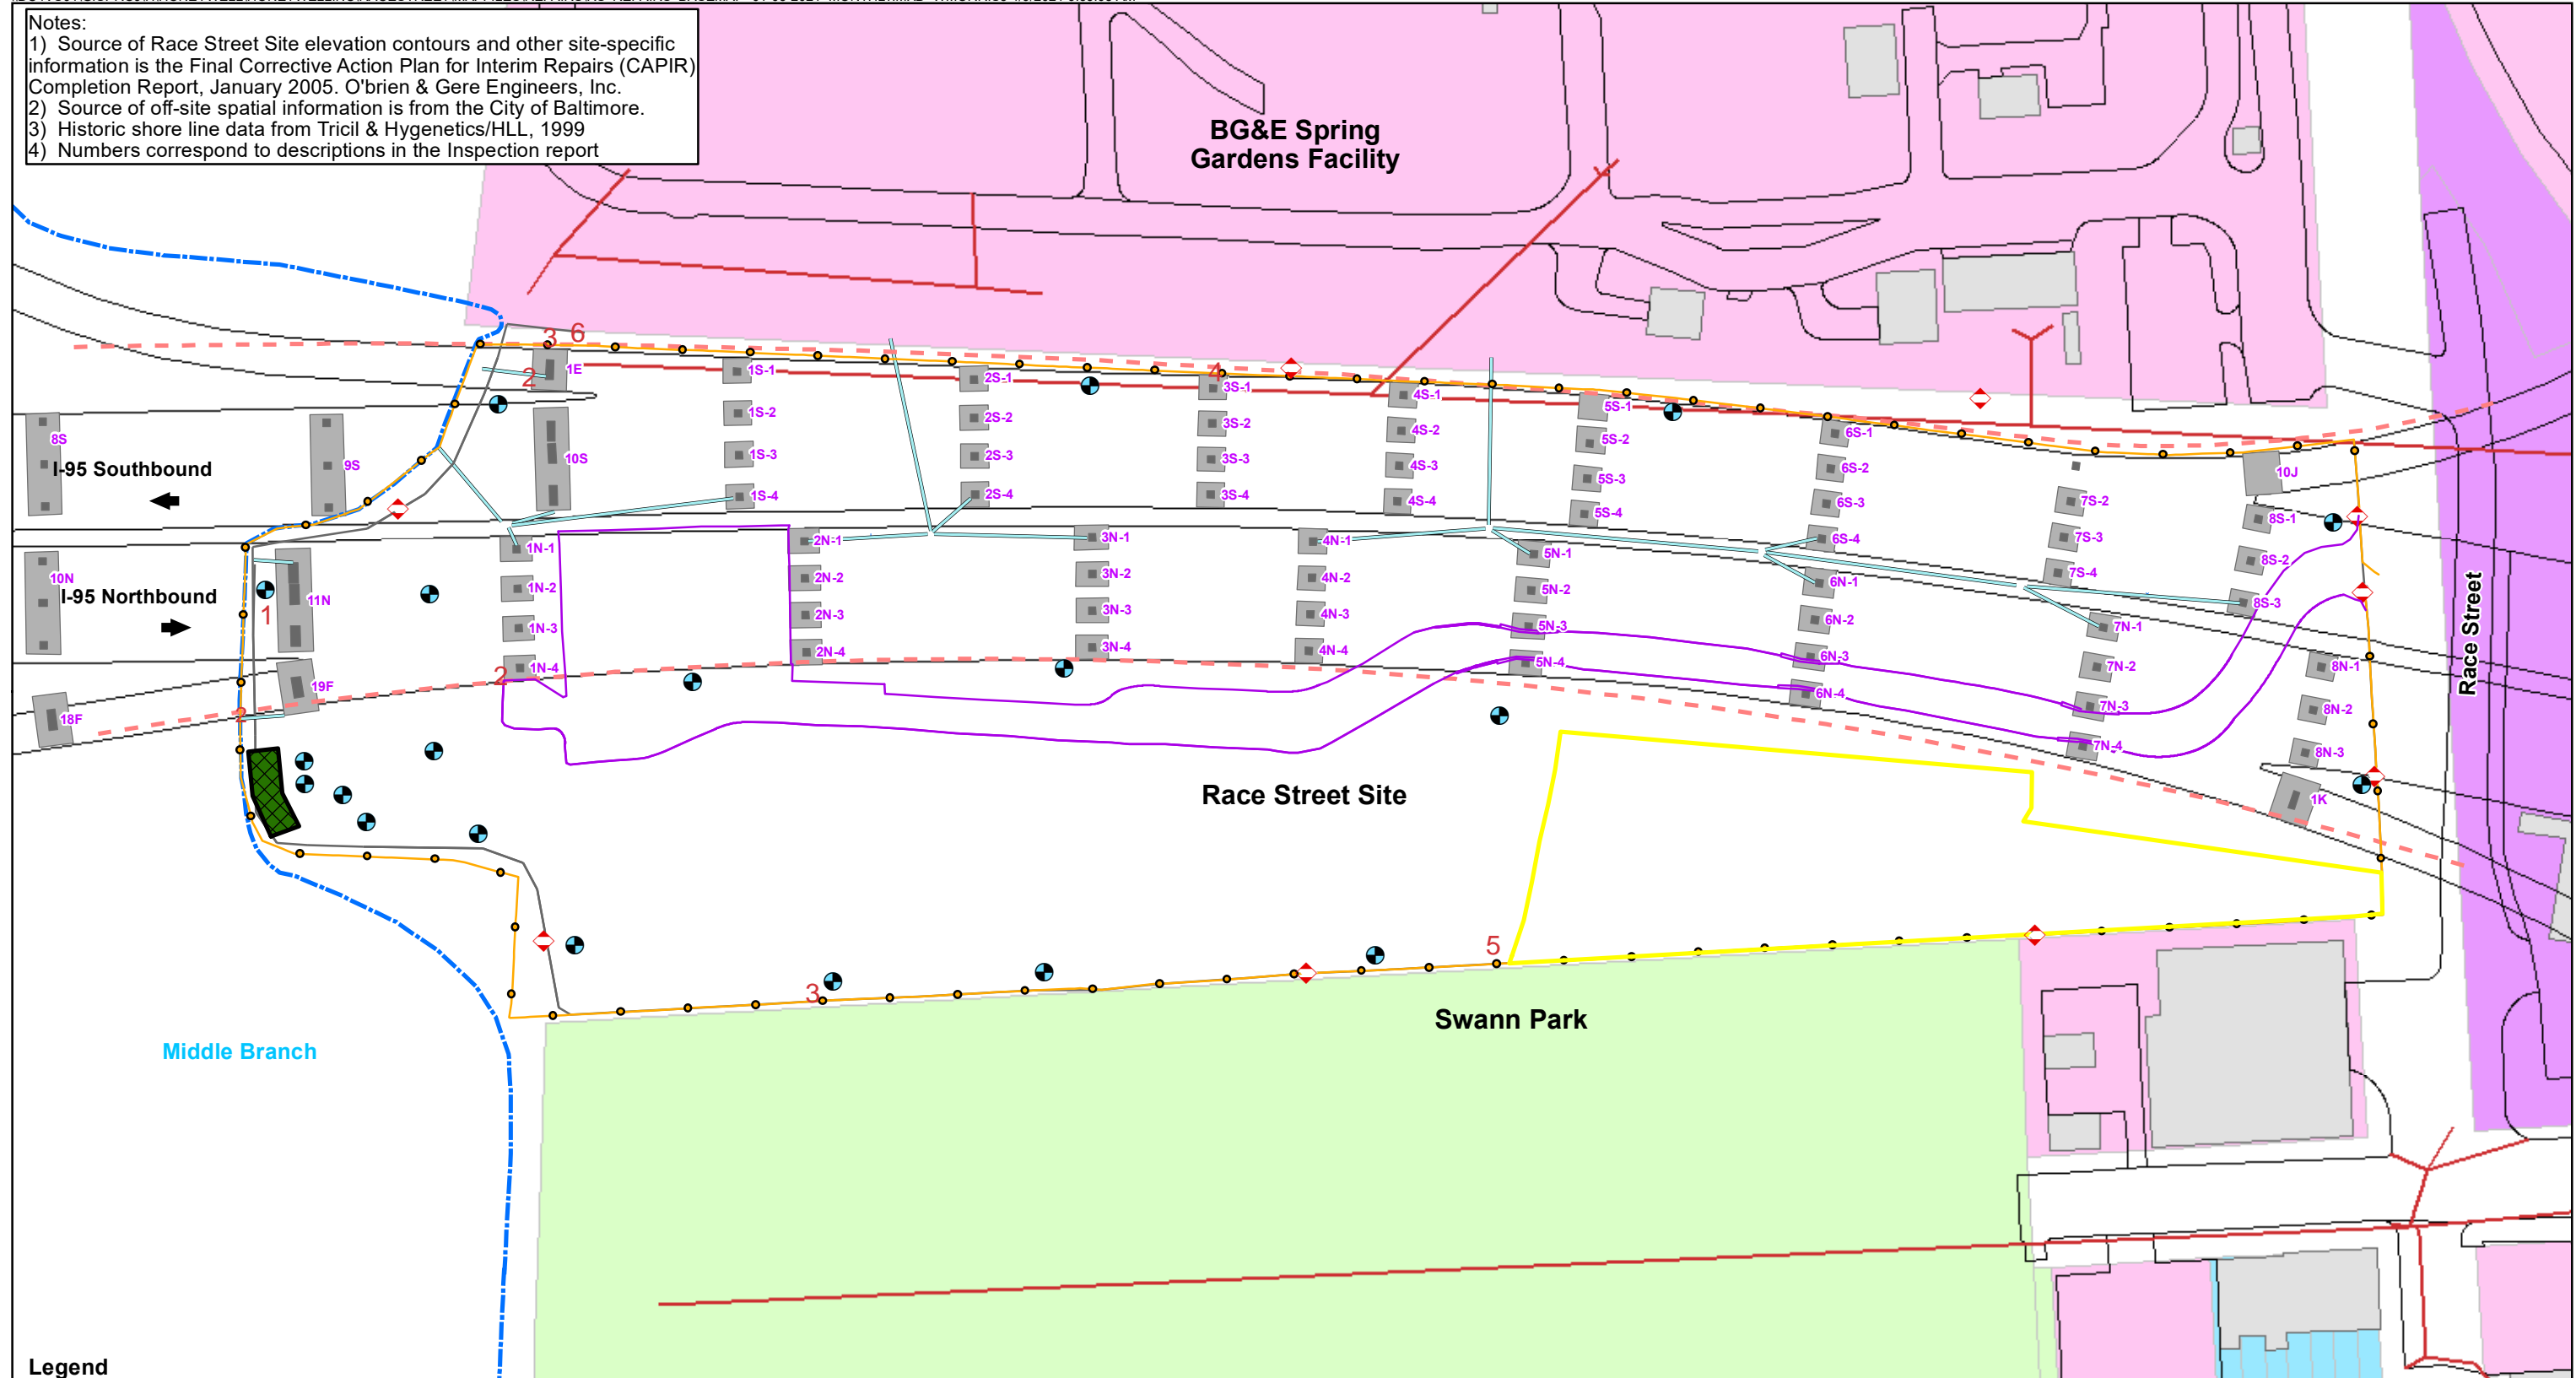 Notes:
1) Source of Race Street Site elevation contours and other site-specific
information is the Final Corrective Action Plan for Interim Repairs (CAPIR)
Completion Report, January 2005. O'brien & Gere Engineers, Inc.
2) Source of off-site spatial information is from the City of Baltimore.
3) Historic shore line data from Tricil & Hygenetics/HLL, 1999
4) Numbers correspond to descriptions in the Inspection report
BG&E Spring
Gardens Facility
3 6
2
1E
1S-1
1S-2
1S-3
1S-4
2S-1
2S-2
2S-3
2S-4
4
3S-1
3S-2
3S-3
3S-4
4S-1
4S-2
4S-3
4S-4
5S-1
5S-2
5S-3
5S-4
6S-1
6S-2
6S-3
6S-4
7S-2
7S-3
7S-4
10J
8S-1
8S-2
8S-3
8S
I-95 Southbound
9S
10S
10N
I-95 Northbound
1
11N
19F
18F
2
2
1N-1
1N-2
1N-3
1N-4
2N-1
2N-2
2N-3
2N-4
3N-1
3N-2
3N-3
3N-4
4N-1
4N-2
4N-3
4N-4
5N-1
5N-2
5N-3
5N-4
6N-1
6N-2
6N-3
6N-4
7N-1
7N-2
7N-3
7N-4
8N-1
8N-2
8N-3
1K
Race Street
Race Street Site
5
3
Swann Park
Middle Branch
Legend